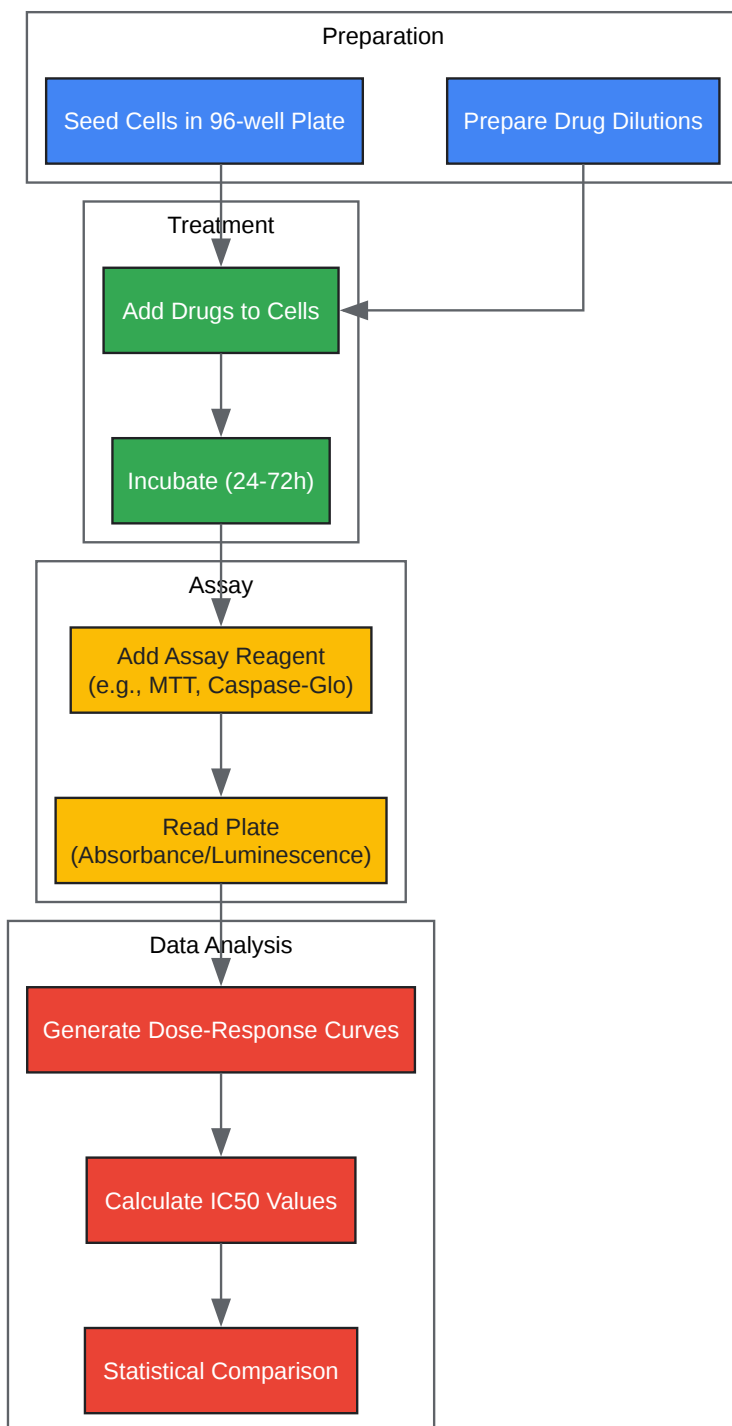 Preparation
Seed Cells in 96-well Plate
Prepare Drug Dilutions
Treatment
Add Drugs to Cells
Incubate (24-72h)
Assay
Add Assay Reagent
(e.g., MTT, Caspase-Glo)
Read Plate
(Absorbance/Luminescence)
Data Analysis
Generate Dose-Response Curves
Calculate IC50 Values
Statistical Comparison